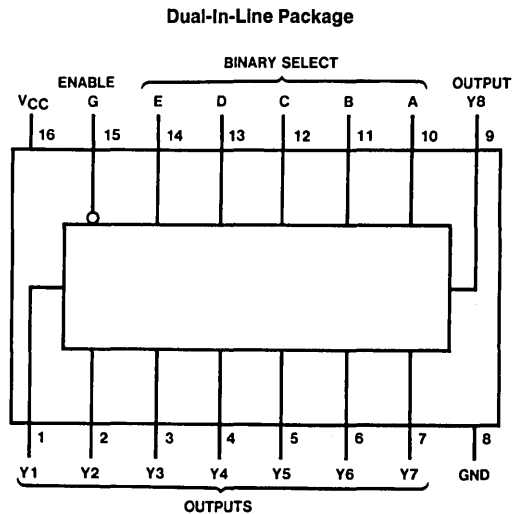 Dual-In-Line Package
BINARY SELECT
ENABLE OUTPUT
VCC G E D C B A Y8
16 15 14 13 12 11 10 9
1 2 3 4 5 6 7 8
Y1 Y2 Y3 Y4 Y5 Y6 Y7 GND
OUTPUTS